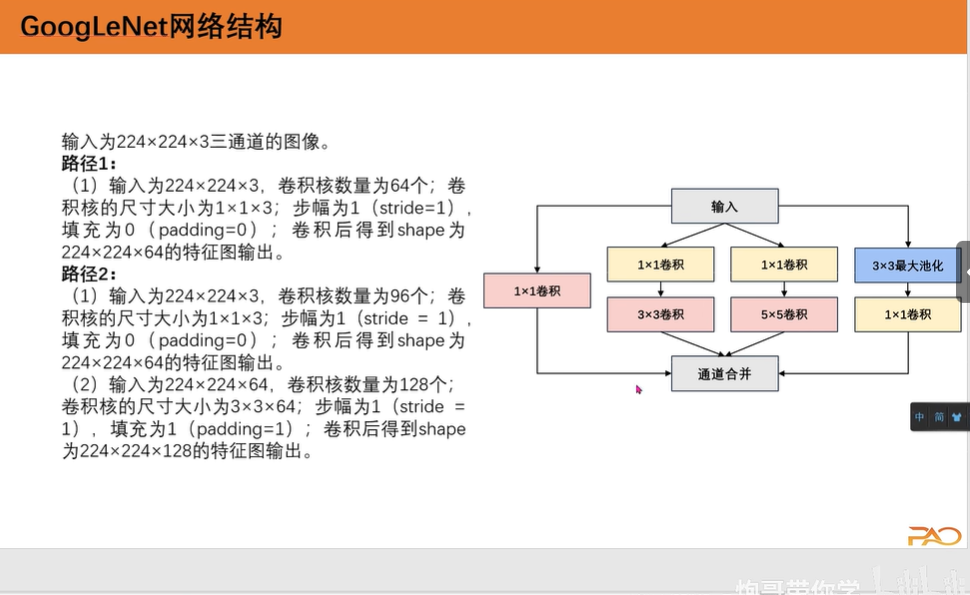 GoogLeNet网络结构
输入为224×224×3三通道的图像。
路径1：
（1）输入为224×224×3，卷积核数量为64个；卷
积核的尺寸大小为1×1×3；步幅为1（stride=1），
填充为0（padding=0）；卷积后得到shape为
224×224×64的特征图输出。
路径2：
（1）输入为224×224×3，卷积核数量为96个；卷
积核的尺寸大小为1×1×3；步幅为1（stride = 1），
填充为0（padding=0）；卷积后得到shape为
224×224×64的特征图输出。
（2）输入为224×224×64，卷积核数量为128个；
卷积核的尺寸大小为3×3×64；步幅为1（stride =
1），填充为1（padding=1）；卷积后得到shape
为224×224×128的特征图输出。
输入
1×1卷积
1×1卷积
1×1卷积
3×3最大池化
3×3卷积
5×5卷积
1×1卷积
通道合并
中 简
PAO
炮哥带你学